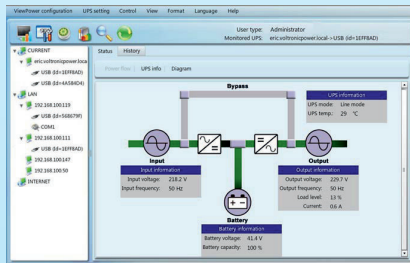 ViewPower configuration UPS setting Control View Format Language Help
User type: Administrator
Monitored UPS: eric.voltronicpower.local->USB (Id=1EFF8AD)
CURRENT
eric.voltronicpower.loca
USB (Id=1EFF8AD)
USB (Id=4A584D4)
LAN
192.168.100.119
USB (Id=56B679F)
COM1
192.168.100.111
USB (Id=1EFF8AD)
192.168.100.147
192.168.100.50
INTERNET
Status History
Power flow UPS info Diagram
Bypass
UPS information
UPS mode: Line mode
UPS temp: 29 ℃
Input
Output
Input information
Input voltage: 218.2 V
Input frequency: 50 Hz
Output information
Output voltage: 229.7 V
Output frequency: 50 Hz
Load level: 13 %
Current: 0.6 A
Battery
Battery information
Battery voltage: 41.4 V
Battery capacity: 100 %